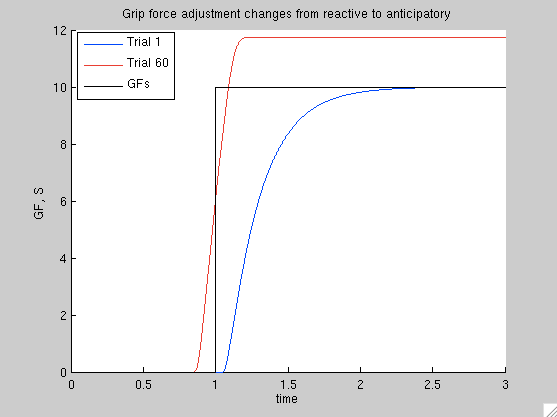 Grip force adjustment changes from reactive to anticipatory
Trial 1
Trial 60
GFs
12
10
8
6
4
2
0
GF, S
0 0.5 1 1.5 2 2.5 3
time